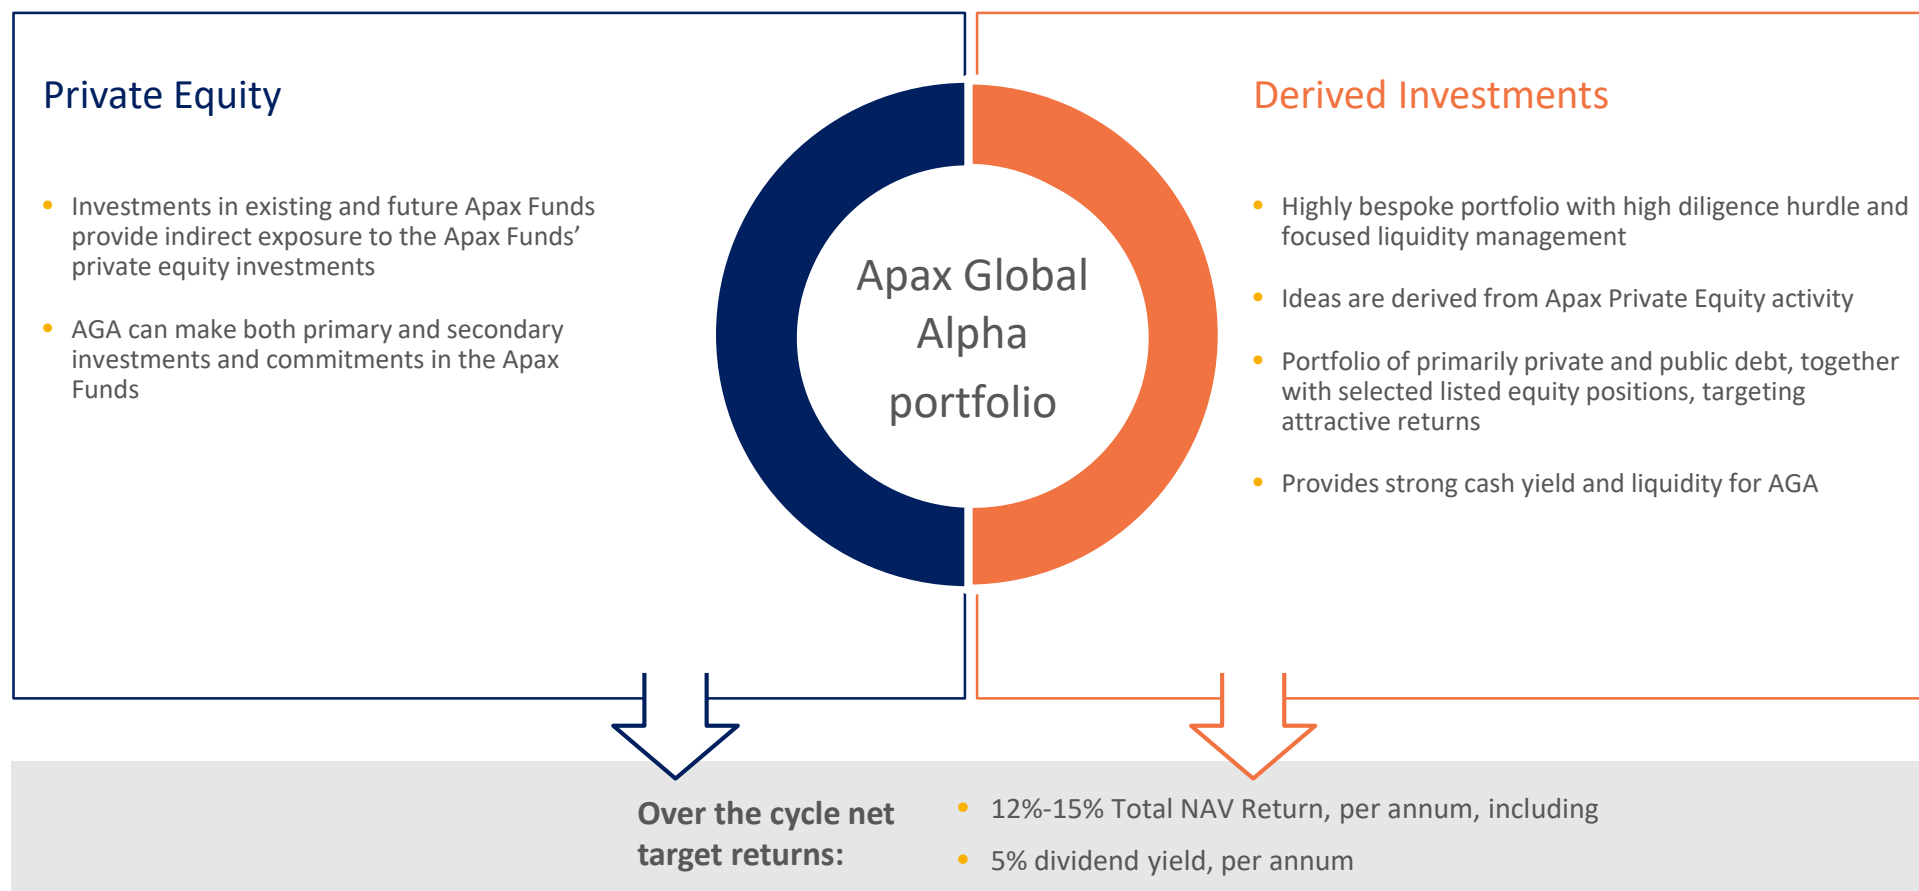 Private Equity
• Investments in existing and future Apax Funds
provide indirect exposure to the Apax Funds’
private equity investments
• AGA can make both primary and secondary
investments and commitments in the Apax
Funds
Apax Global
Alpha
portfolio
Derived Investments
• Highly bespoke portfolio with high diligence hurdle and
focused liquidity management
• Ideas are derived from Apax Private Equity activity
• Portfolio of primarily private and public debt, together
with selected listed equity positions, targeting
attractive returns
• Provides strong cash yield and liquidity for AGA
Over the cycle net
target returns:
• 12%-15% Total NAV Return, per annum, including
• 5% dividend yield, per annum